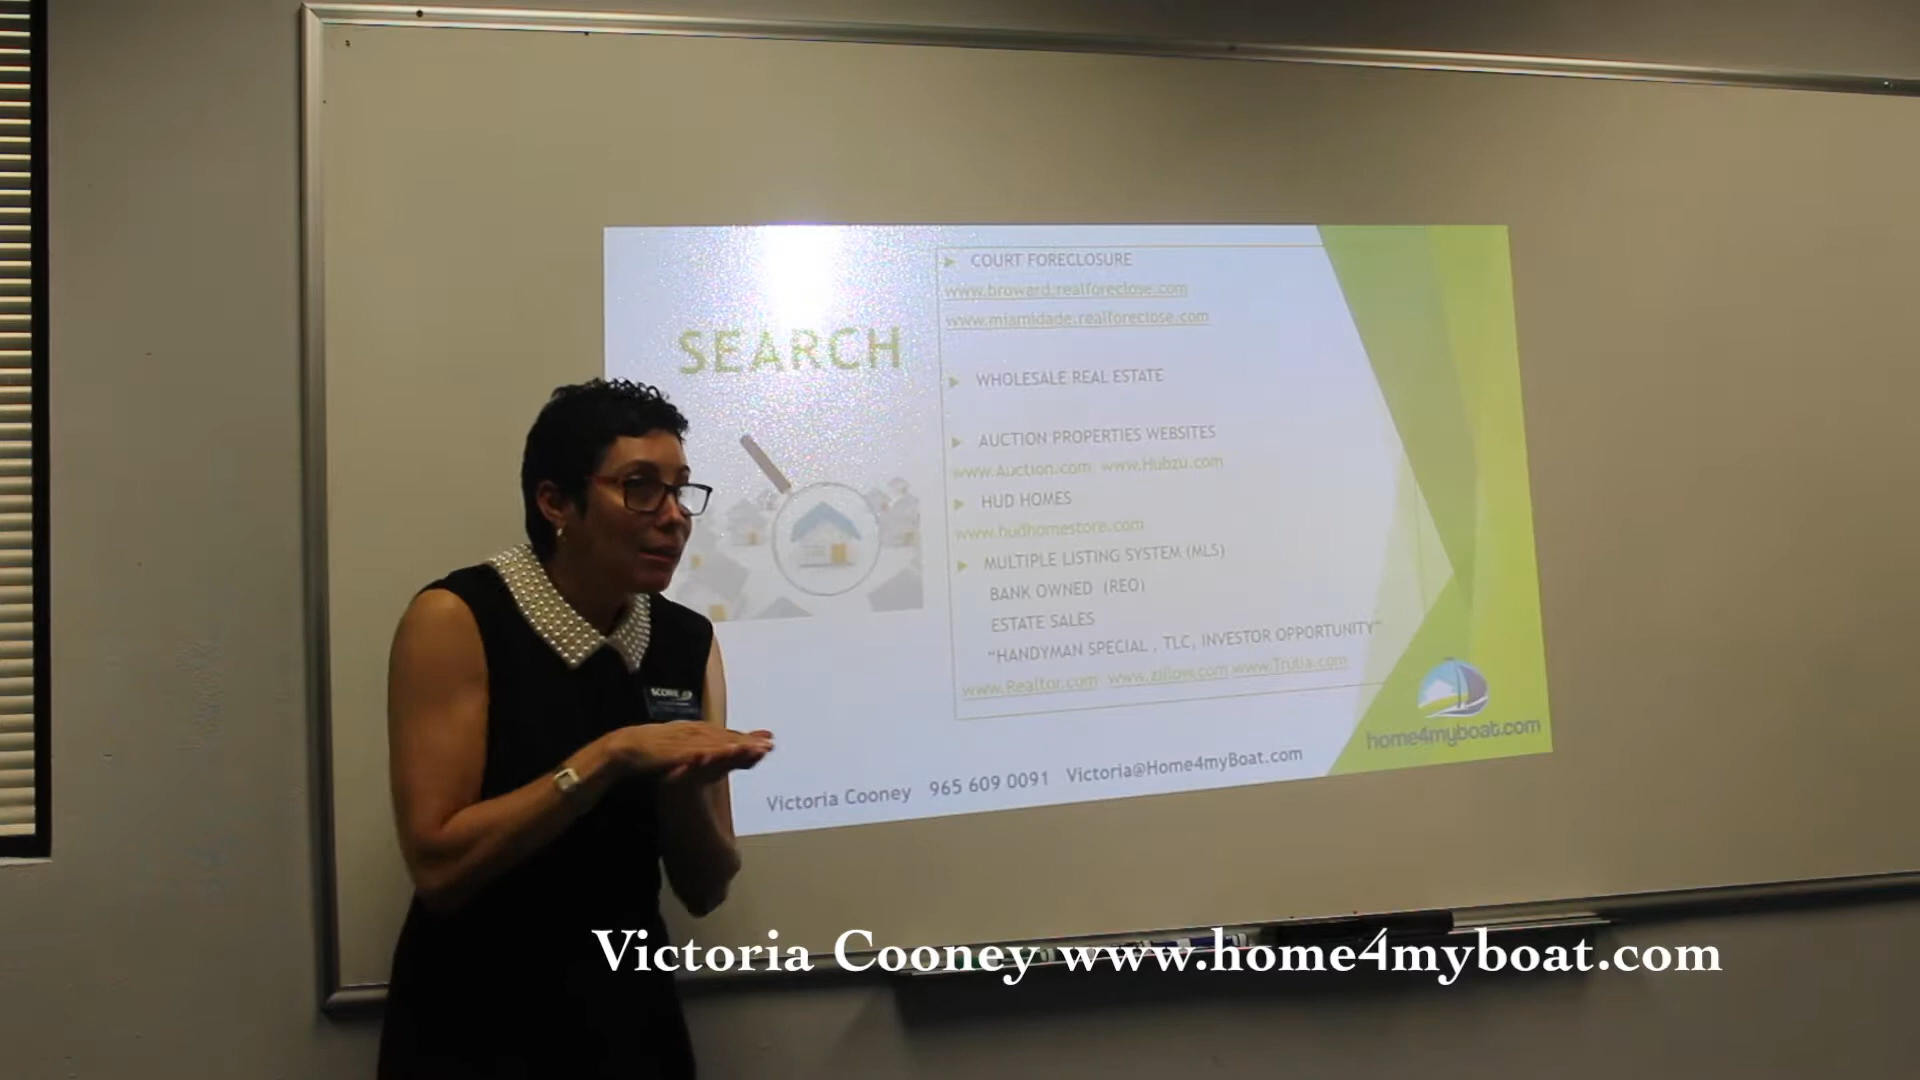 SEARCH
COURT FORECLOSURE
www.broward.realforeclose.com
www.miamidade.realforeclose.com
WHOLESALE REAL ESTATE
AUCTION PROPERTIES WEBSITES
www.Auction.com www.Hubzu.com
HUD HOMES
www.hudhomestore.com
MULTIPLE LISTING SYSTEM (MLS)
BANK OWNED (REO)
ESTATE SALES
“HANDYMAN SPECIAL , TLC, INVESTOR OPPORTUNITY”
www.Realtor.com www.zillow.com www.Trulia.com
home4myboat.com
Victoria Cooney 965 609 0091 Victoria@Home4myBoat.com
SCORE
Victoria Cooney www.home4myboat.com